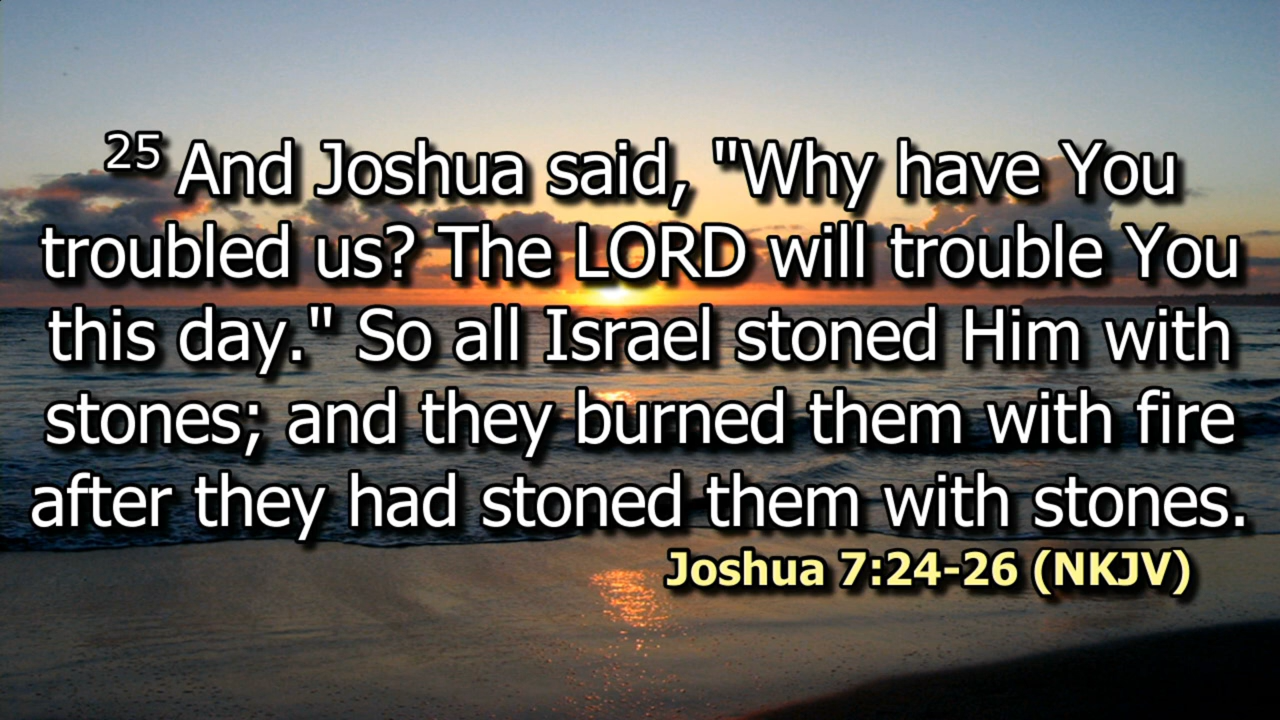 25 And Joshua said, "Why have You
troubled us? The LORD will trouble You
this day." So all Israel stoned Him with
stones; and they burned them with fire
after they had stoned them with stones.
Joshua 7:24-26 (NKJV)